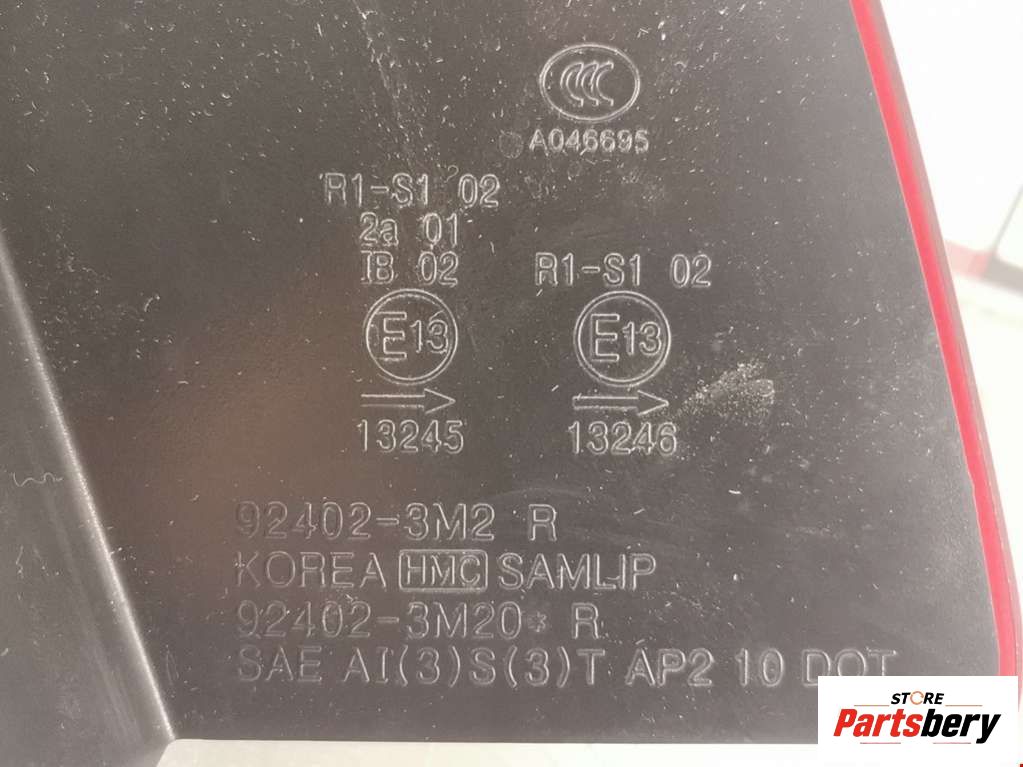 CCC
A046695
R1-S1 02
2a 01
IB 02
E13
13245
R1-S1 02
E13
13246
92402-3M2 R
KOREA HMC SAMLIP
92402-3M20* R
SAE AI(3)S(3)T AP2 10 DOT
STORE
Partsbery